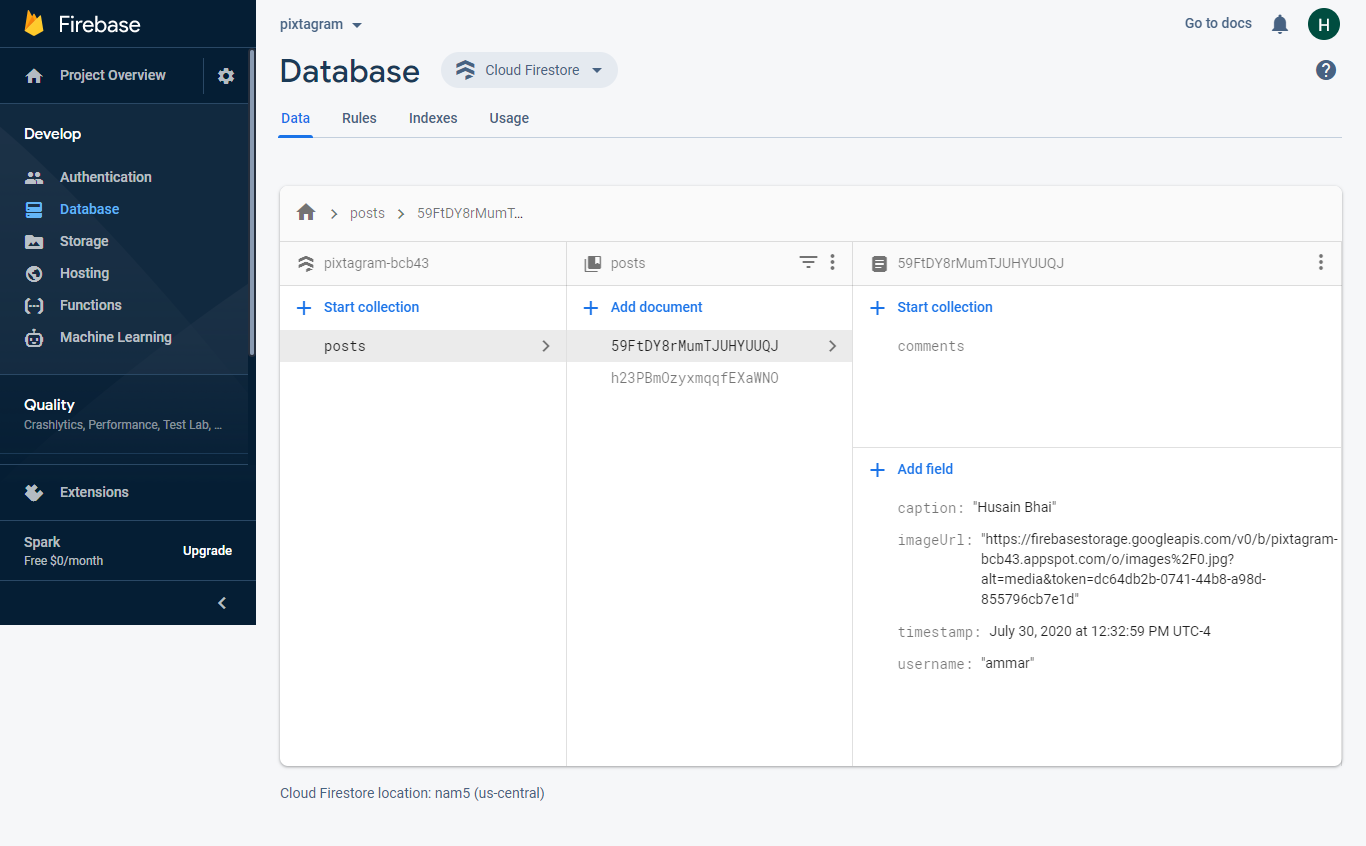 Firebase
Project Overview
Develop
Authentication
Database
Storage
Hosting
Functions
Machine Learning
Quality
Crashlytics, Performance, Test Lab, ...
Extensions
Spark
Free $0/month
Upgrade
pixtagram
Go to docs
H
Database
Cloud Firestore
Data
Rules
Indexes
Usage
posts
59FtDY8rMumT...
pixtagram-bcb43
posts
59FtDY8rMumTJUHYUUQJ
Start collection
Add document
Start collection
posts
59FtDY8rMumTJUHYUUQJ
comments
h23PBmOzyxmqqfEXaWNO
Add field
caption: "Husain Bhai"
imageUrl: "https://firebasestorage.googleapis.com/v0/b/pixtagram-
bcb43.appspot.com/o/images%2F0.jpg?
alt=media&token=dc64db2b-0741-44b8-a98d-
855796cb7e1d"
timestamp: July 30, 2020 at 12:32:59 PM UTC-4
username: "ammar"
Cloud Firestore location: nam5 (us-central)